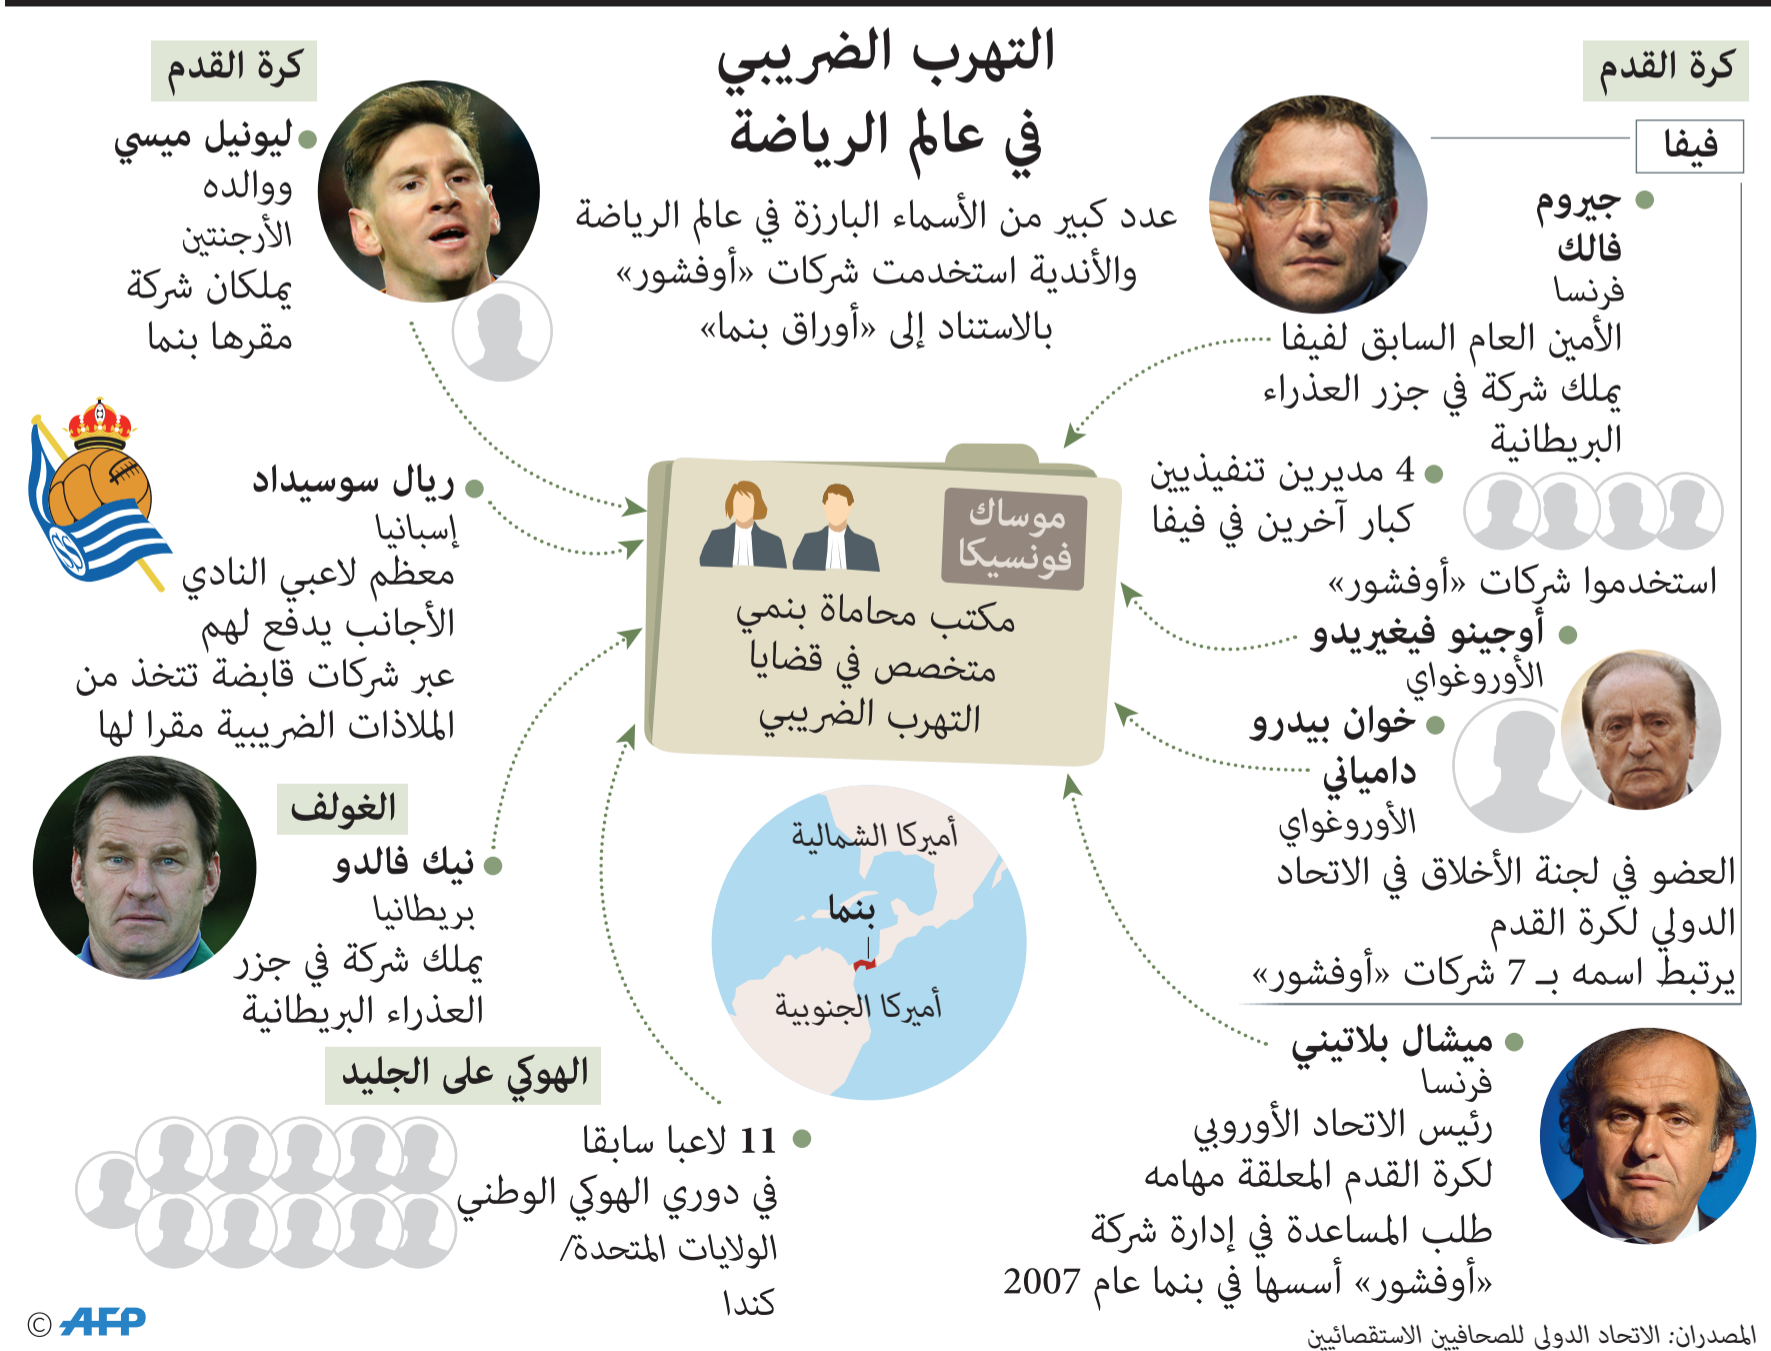 التهرب الضريبي
في عالم الرياضة
عدد كبير من الأسماء البارزة في عالم الرياضة
والأندية استخدمت شركات «أوفشور»
بالاستناد إلى «أوراق بنما»
كرة القدم
فيفا
جيروم
فالك
فرنسا
الأمين العام السابق لفيفا
يملك شركة في جزر العذراء
البريطانية
4 مديرين تنفيذيين
كبار آخرين في فيفا
استخدموا شركات «أوفشور»
أوجينو فيغيريدو
الأوروغواي
خوان بيدرو
دامياني
الأوروغواي
العضو في لجنة الأخلاق في الاتحاد
الدولي لكرة القدم
يرتبط اسمه بـ 7 شركات «أوفشور»
ميشال بلاتيني
فرنسا
رئيس الاتحاد الأوروبي
لكرة القدم المعلقة مهامه
طلب المساعدة في إدارة شركة
«أوفشور» أسسها في بنما عام 2007
موساك
فونسيكا
مكتب محاماة بنمي
متخصص في قضايا
التهرب الضريبي
أميركا الشمالية
بنما
أميركا الجنوبية
كرة القدم
ليونيل ميسي
ووالده
الأرجنتين
يملكان شركة
مقرها بنما
ريال سوسيداد
إسبانيا
معظم لاعبي النادي
الأجانب يدفع لهم
عبر شركات قابضة تتخذ من
الملاذات الضريبية مقرا لها
الغولف
نيك فالدو
بريطانيا
يملك شركة في جزر
العذراء البريطانية
الهوكي على الجليد
11 لاعبا سابقا
في دوري الهوكي الوطني
الولايات المتحدة/
كندا
المصدران: الاتحاد الدولي للصحافيين الاستقصائيين
© AFP